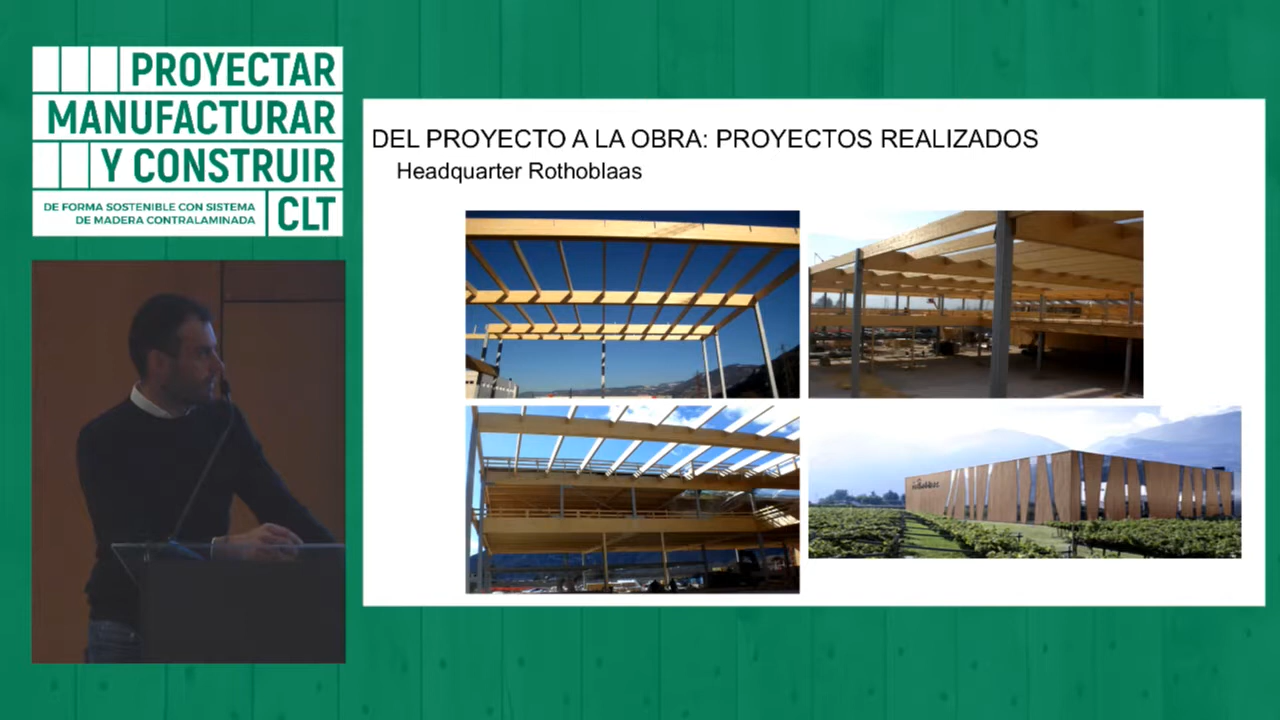 PROYECTAR
MANUFACTURAR
Y CONSTRUIR
DE FORMA SOSTENIBLE CON SISTEMA
DE MADERA CONTRALAMINADA
CLT
DEL PROYECTO A LA OBRA: PROYECTOS REALIZADOS
Headquarter Rothoblaas
rothoblaas